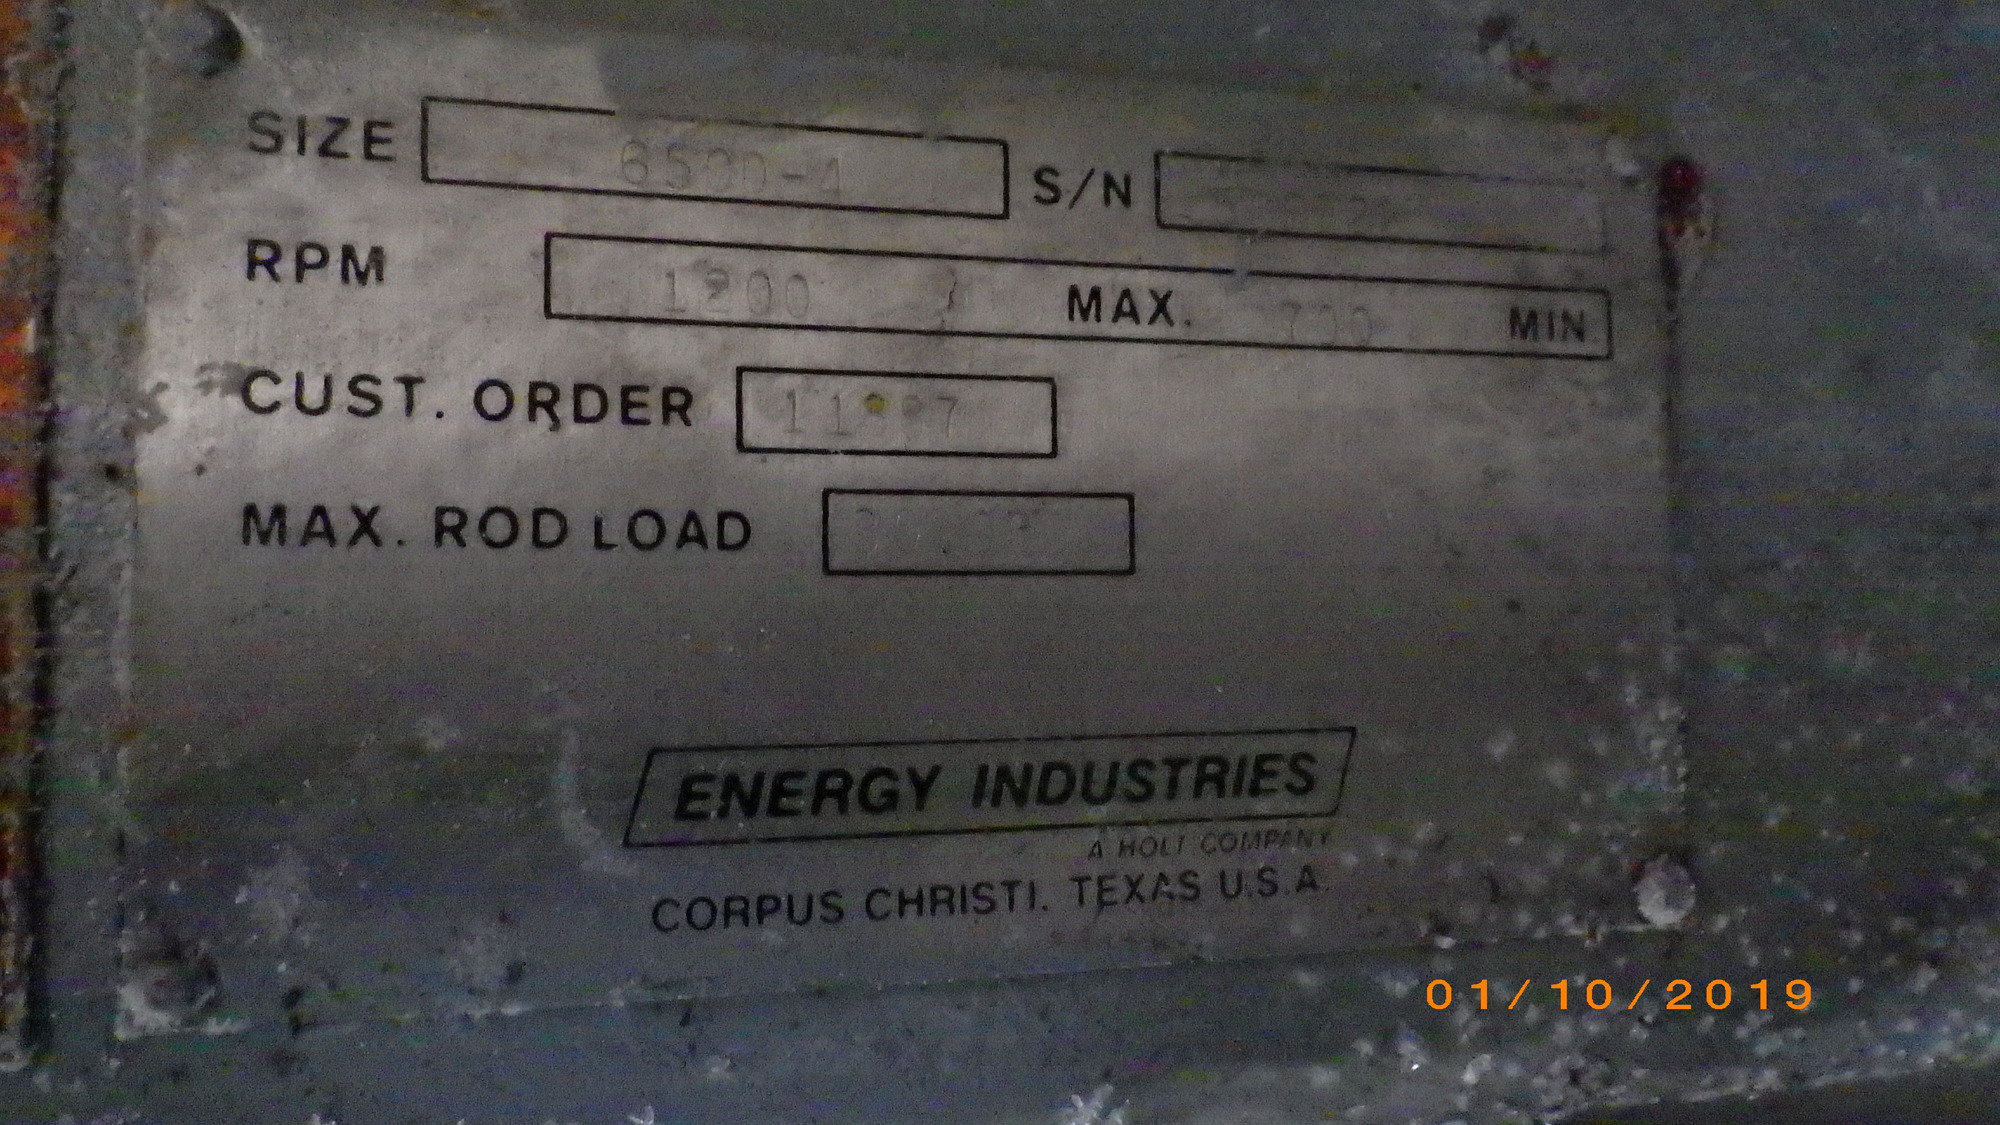 SIZE 6500-4 S/N
RPM 1200 MAX. 700 MIN.
CUST. ORDER
MAX. ROD LOAD
ENERGY INDUSTRIES
A HOLT COMPANY
CORPUS CHRISTI, TEXAS U.S.A.
01/10/2019